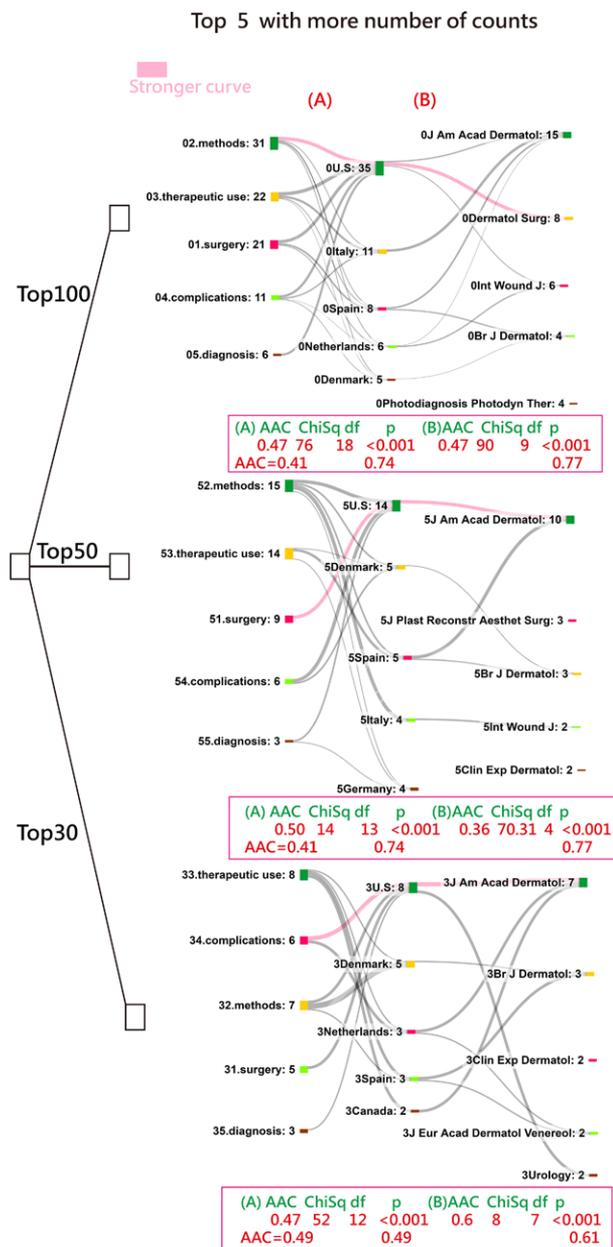 Top 5 with more number of counts
Stronger curve
(A) (B)
02.methods: 31
03.therapeutic use: 22
01.surgery: 21
04.complications: 11
05.diagnosis: 6
0U.S: 35
0Italy: 11
0Spain: 8
0Netherlands: 6
0Denmark: 5
0J Am Acad Dermatol: 15
0Dermatol Surg: 8
0Int Wound J: 6
0Br J Dermatol: 4
0Photodiagnosis Photodyn Ther: 4
Top100
(A) AAC ChiSq df p (B)AAC ChiSq df p
0.47 76 18 <0.001 0.47 90 9 <0.001
AAC=0.41 0.74 0.77
52.methods: 15
53.therapeutic use: 14
51.surgery: 9
54.complications: 6
55.diagnosis: 3
5U.S: 14
5Denmark: 5
5Spain: 5
5Italy: 4
5Germany: 4
5J Am Acad Dermatol: 10
5J Plast Reconstr Aesthet Surg: 3
5Br J Dermatol: 3
5Int Wound J: 2
5Clin Exp Dermatol: 2
Top50
(A) AAC ChiSq df p (B)AAC ChiSq df p
0.50 14 13 <0.001 0.36 70.31 4 <0.001
AAC=0.41 0.74 0.77
Top30
33.therapeutic use: 8
34.complications: 6
32.methods: 7
31.surgery: 5
35.diagnosis: 3
3U.S: 8
3Denmark: 5
3Netherlands: 3
3Spain: 3
3Canada: 2
3J Am Acad Dermatol: 7
3Br J Dermatol: 3
3Clin Exp Dermatol: 2
3J Eur Acad Dermatol Venereol: 2
3Urology: 2
(A) AAC ChiSq df p (B)AAC ChiSq df p
0.47 52 12 <0.001 0.6 8 7 <0.001
AAC=0.49 0.49 0.61